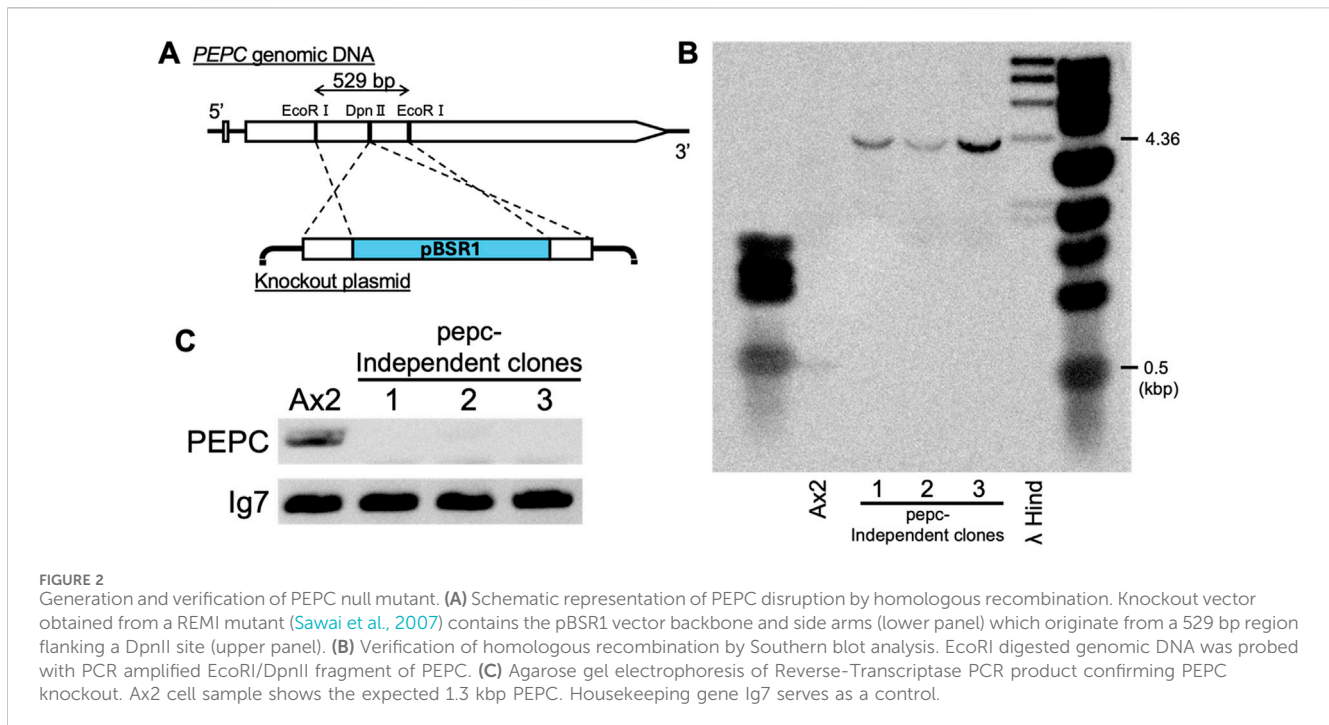 A
PEPC genomic DNA
529 bp
EcoR I
Dpn II
EcoR I
5'
3'
pBSR1
Knockout plasmid
B
4.36
0.5
(kbp)
Ax2
1
2
3
pepc-
Independent clones
λ Hind
C
pepc-
Independent clones
Ax2
1
2
3
PEPC
Ig7
FIGURE 2
Generation and verification of PEPC null mutant. (A) Schematic representation of PEPC disruption by homologous recombination. Knockout vector
obtained from a REMI mutant (Sawai et al., 2007) contains the pBSR1 vector backbone and side arms (lower panel) which originate from a 529 bp region
flanking a DpnII site (upper panel). (B) Verification of homologous recombination by Southern blot analysis. EcoRI digested genomic DNA was probed
with PCR amplified EcoRI/DpnII fragment of PEPC. (C) Agarose gel electrophoresis of Reverse-Transcriptase PCR product confirming PEPC
knockout. Ax2 cell sample shows the expected 1.3 kbp PEPC. Housekeeping gene Ig7 serves as a control.